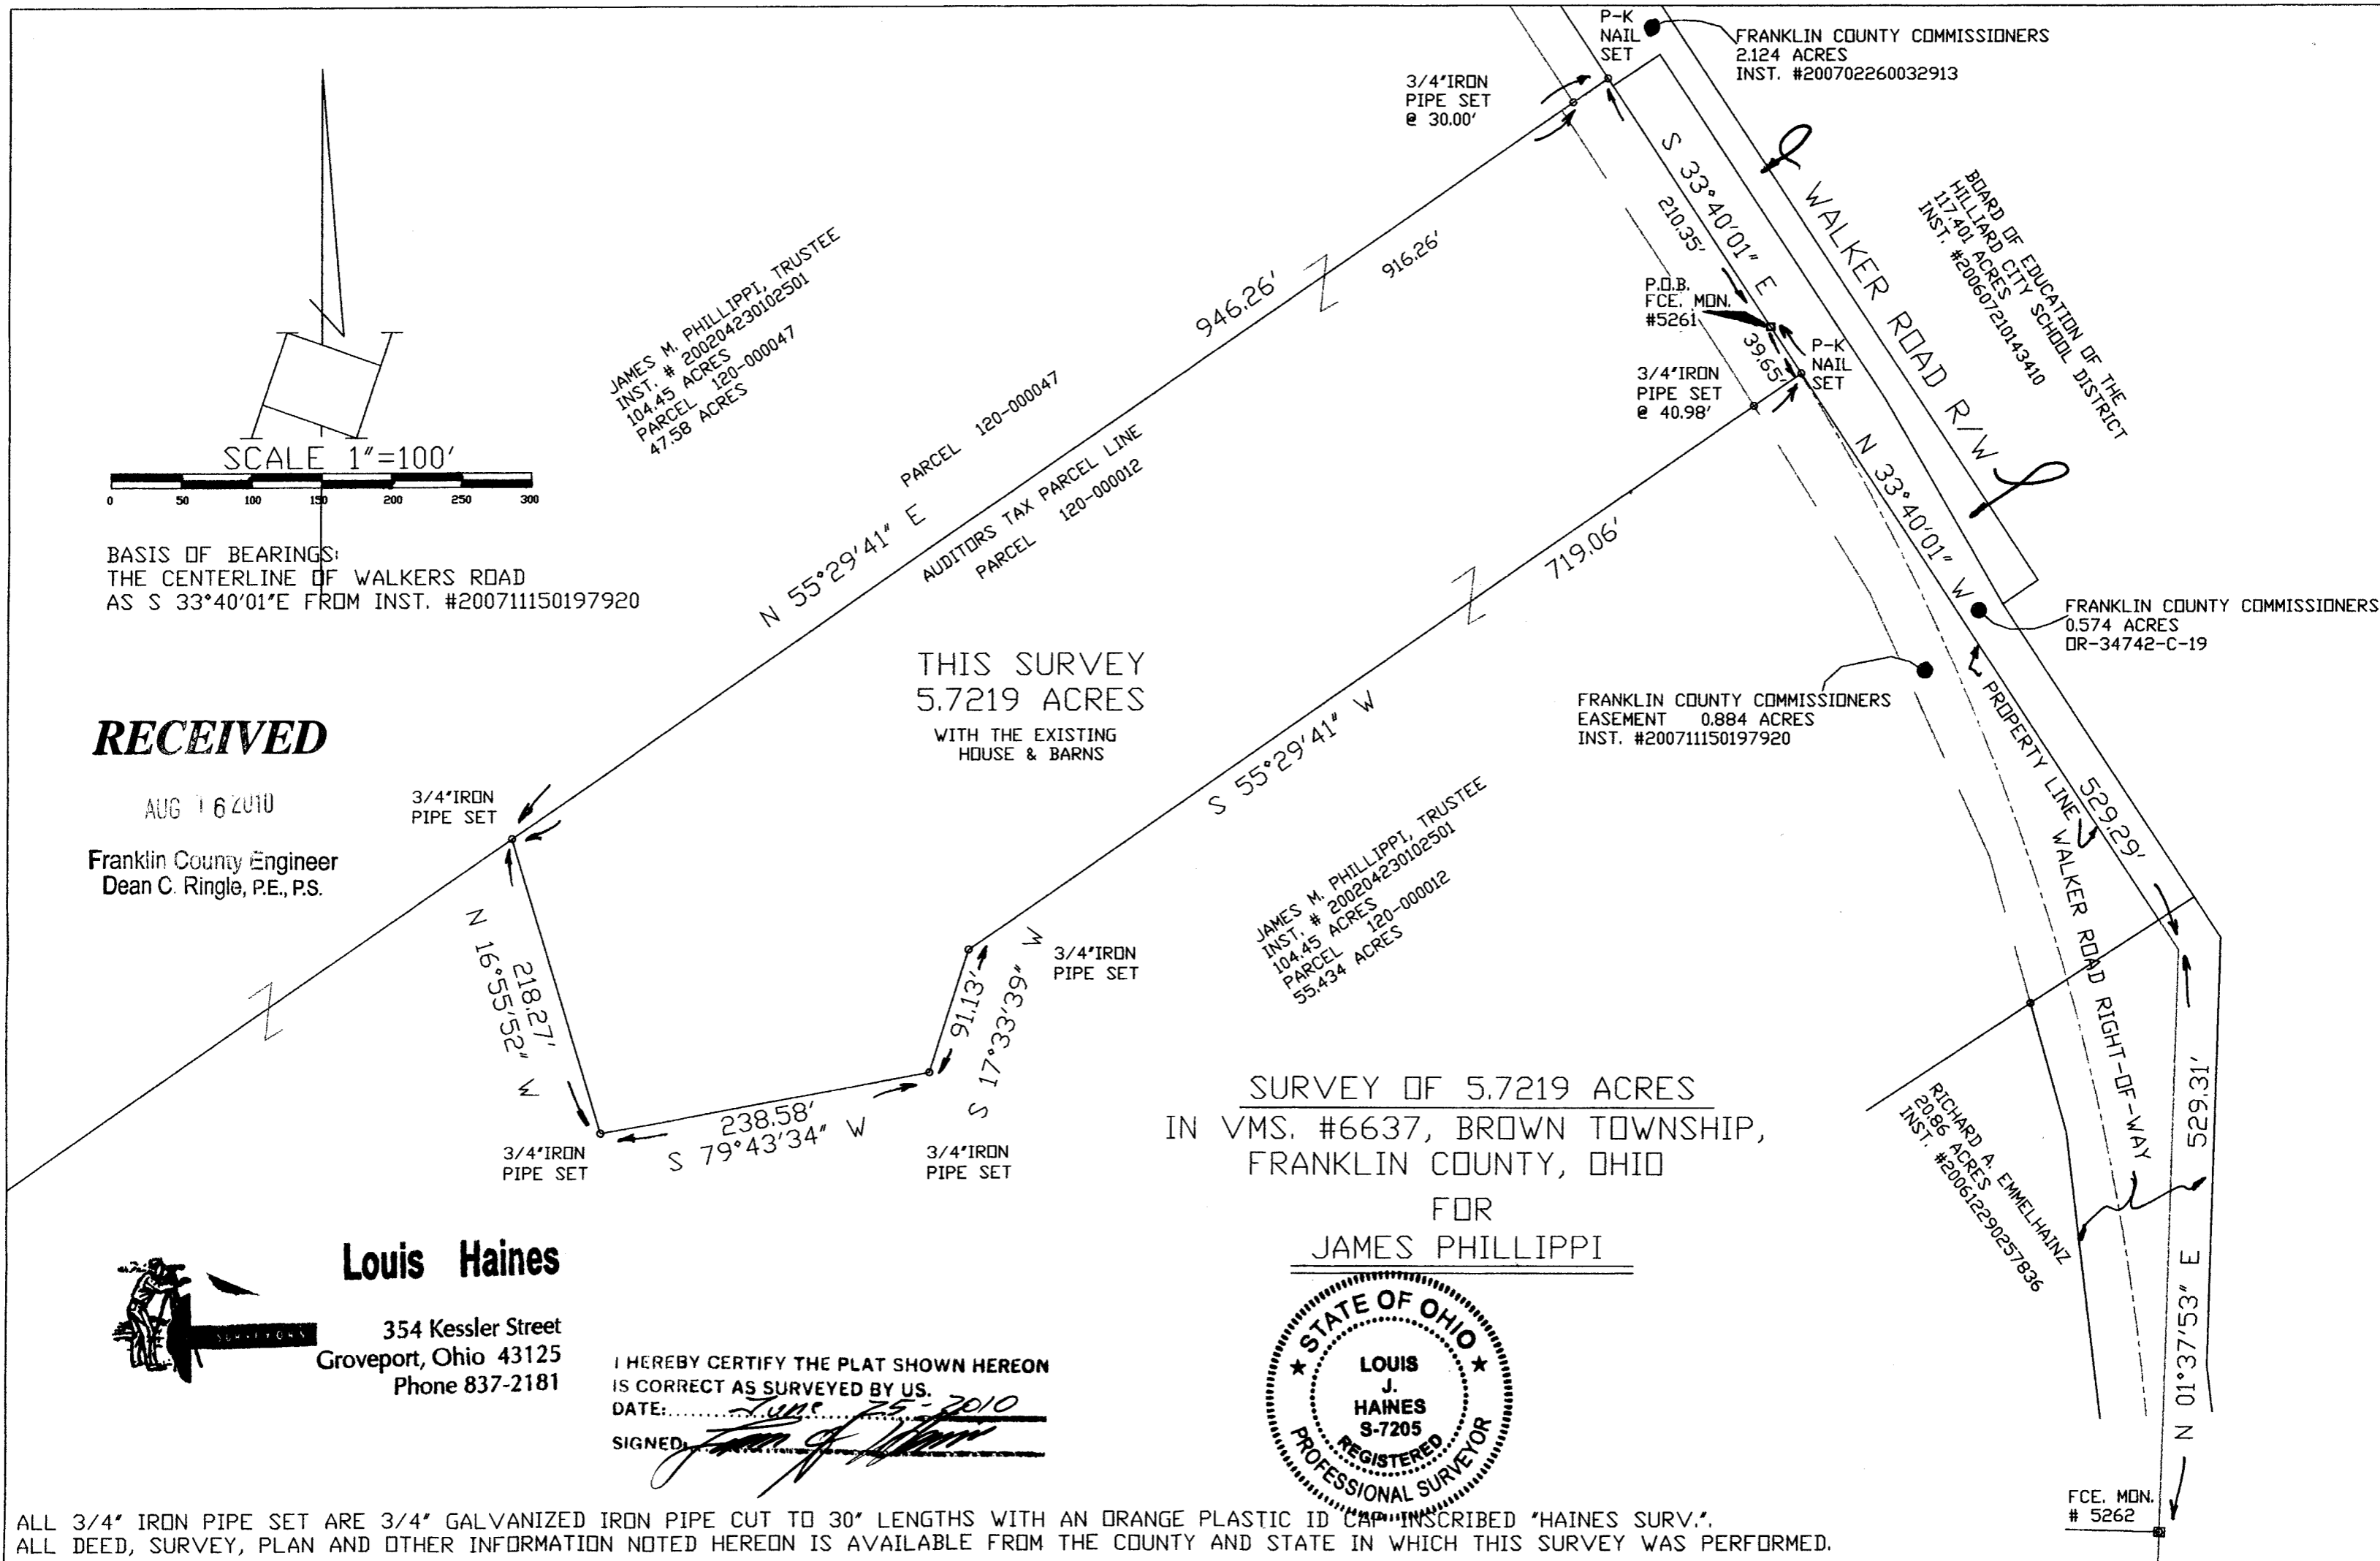 P-K
NAIL
SET
FRANKLIN COUNTY COMMISSIONERS
2.124 ACRES
INST. #200702260032913
3/4"IRON
PIPE SET
@ 30.00'
S 33°40'01" E
210.35'
WALKER ROAD R/W
BOARD OF EDUCATION OF THE
HILLIARD CITY SCHOOL DISTRICT
117.401 ACRES
INST. #200607210143410
JAMES M. PHILLIPPI, TRUSTEE
INST. # 200204230102501
104.45 ACRES
PARCEL 120-000047
47.58 ACRES
946.26'
916.26'
P.O.B.
FCE. MON.
#5261
39.65'
P-K
NAIL
SET
3/4"IRON
PIPE SET
@ 40.98'
SCALE 1"=100'
0 50 100 150 200 250 300
BASIS OF BEARINGS:
THE CENTERLINE OF WALKERS ROAD
AS S 33°40'01"E FROM INST. #200711150197920
N 55°29'41" E
PARCEL 120-000047
AUDITORS TAX PARCEL LINE
PARCEL 120-000012
719.06'
N 33°40'01" W
FRANKLIN COUNTY COMMISSIONERS
0.574 ACRES
OR-34742-C-19
THIS SURVEY
5.7219 ACRES
WITH THE EXISTING
HOUSE & BARNS
S 55°29'41" W
FRANKLIN COUNTY COMMISSIONERS
EASEMENT 0.884 ACRES
INST. #200711150197920
PROPERTY LINE
529.29'
RECEIVED
AUG 16 2010
Franklin County Engineer
Dean C. Ringle, P.E., P.S.
3/4"IRON
PIPE SET
N 16°55'52" W
218.27'
JAMES M. PHILLIPPI, TRUSTEE
INST. # 200204230102501
104.45 ACRES
PARCEL 120-000012
55.434 ACRES
WALKER ROAD RIGHT-OF-WAY
3/4"IRON
PIPE SET
91.13'
S 17°33'39" W
238.58'
S 79°43'34" W
3/4"IRON
PIPE SET
3/4"IRON
PIPE SET
SURVEY OF 5.7219 ACRES
IN VMS. #6637, BROWN TOWNSHIP,
FRANKLIN COUNTY, OHIO
FOR
JAMES PHILLIPPI
RICHARD A. EMMELHAINZ
20.86 ACRES
INST. #200612290257836
529.31'
N 01°37'53" E
Louis Haines
SURVEYORS
354 Kessler Street
Groveport, Ohio 43125
Phone 837-2181
I HEREBY CERTIFY THE PLAT SHOWN HEREON
IS CORRECT AS SURVEYED BY US.
DATE: June 25-2010
SIGNED:
STATE OF OHIO
LOUIS
J.
HAINES
S-7205
REGISTERED
PROFESSIONAL SURVEYOR
FCE. MON.
# 5262
ALL 3/4" IRON PIPE SET ARE 3/4" GALVANIZED IRON PIPE CUT TO 30" LENGTHS WITH AN ORANGE PLASTIC ID CAP INSCRIBED "HAINES SURV.".
ALL DEED, SURVEY, PLAN AND OTHER INFORMATION NOTED HEREON IS AVAILABLE FROM THE COUNTY AND STATE IN WHICH THIS SURVEY WAS PERFORMED.